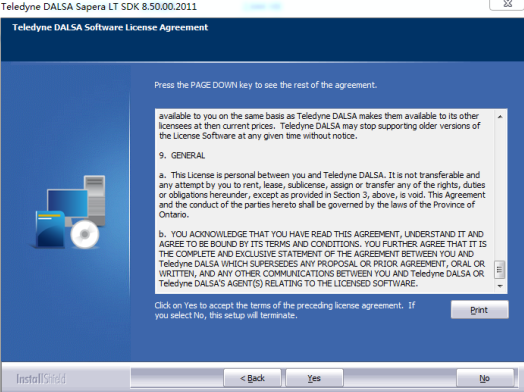 Teledyne DALSA Sapera LT SDK 8.50.00.2011
Teledyne DALSA Software License Agreement
Press the PAGE DOWN key to see the rest of the agreement.
available to you on the same basis as Teledyne DALSA makes them available to its other
licensees at then current prices. Teledyne DALSA may stop supporting older versions of
the License Software at any given time without notice.
9. GENERAL
a. This License is personal between you and Teledyne DALSA. It is not transferable and
any attempt by you to rent, lease, sublicense, assign or transfer any of the rights, duties
or obligations hereunder, except as provided in Section 3, above, is void. This Agreement
and the conduct of the parties hereto shall be governed by the laws of the Province of
Ontario.
b. YOU ACKNOWLEDGE THAT YOU HAVE READ THIS AGREEMENT, UNDERSTAND IT AND
AGREE TO BE BOUND BY ITS TERMS AND CONDITIONS. YOU FURTHER AGREE THAT IT IS
THE COMPLETE AND EXCLUSIVE STATEMENT OF THE AGREEMENT BETWEEN YOU AND
Teledyne DALSA WHICH SUPERSEDES ANY PROPOSAL OR PRIOR AGREEMENT, ORAL OR
WRITTEN, AND ANY OTHER COMMUNICATIONS BETWEEN YOU AND Teledyne DALSA OR
Teledyne DALSA'S AGENT(S) RELATING TO THE LICENSED SOFTWARE.
Click on Yes to accept the terms of the preceding license agreement. If
you select No, this setup will terminate.
Print
InstallShield
< Back
Yes
No